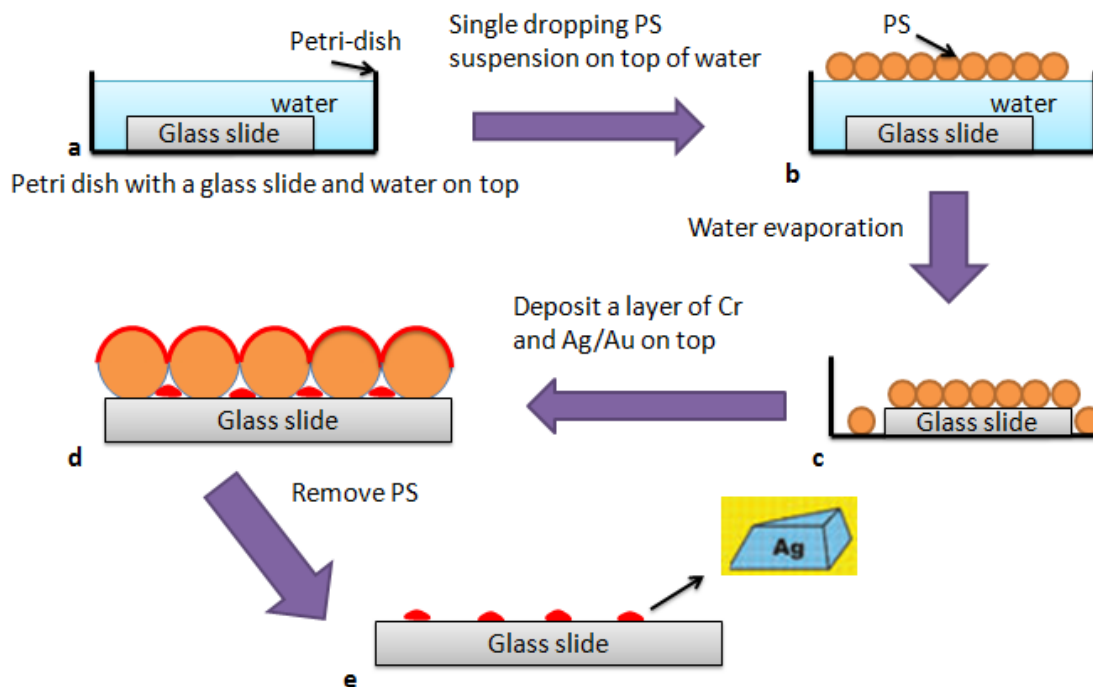 Petri-dish
Single dropping PS
suspension on top of water
PS
water
Glass slide
a
Petri dish with a glass slide and water on top
water
Glass slide
b
Water evaporation
Deposit a layer of Cr
and Ag/Au on top
Glass slide
d
Glass slide
c
Remove PS
Ag
Glass slide
e